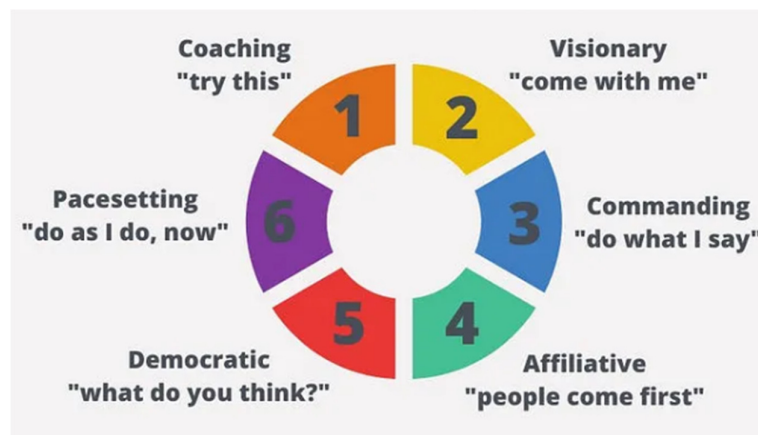 Coaching
"try this"
1
Visionary
"come with me"
2
Commanding
"do what I say"
3
Affiliative
"people come first"
4
Democratic
"what do you think?"
5
Pacesetting
"do as I do, now"
6